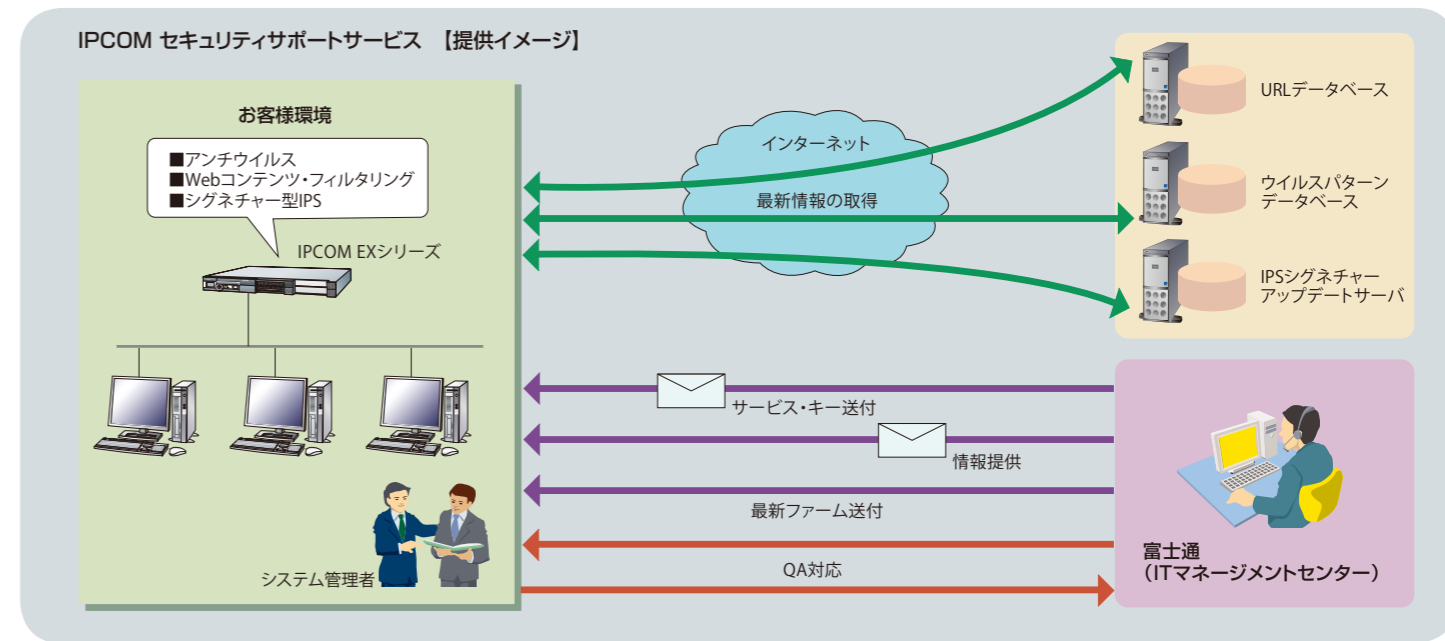 IPCOM セキュリティサポートサービス 【提供イメージ】
お客様環境
■アンチウイルス
■Webコンテンツ・フィルタリング
■シグネチャー型IPS
IPCOM EXシリーズ
システム管理者
インターネット
最新情報の取得
URLデータベース
ウイルスパターン
データベース
IPSシグネチャー
アップデートサーバ
サービス・キー送付
情報提供
最新ファーム送付
QA対応
富士通
（ITマネージメントセンター）